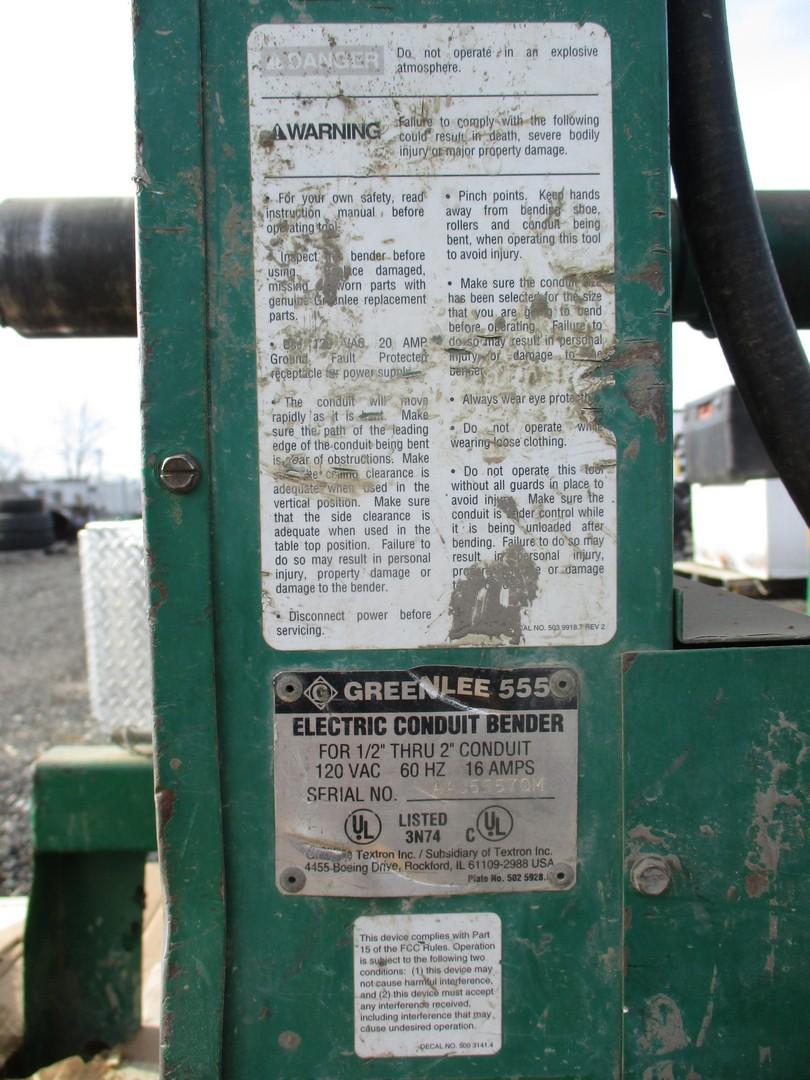 DANGER
Do not operate in an explosive
atmosphere.
WARNING
Failure to comply with the following
could result in death, severe bodily
injury or major property damage.
• For your own safety, read
instruction manual before
operating tool.
Inspect bender before
using. damaged,
missing worn parts with
genuine Greenlee replacement
parts.
• VAC 20 AMP
Ground Fault Protected
receptacle for power supply.
• The conduit will move
rapidly as it is bent. Make
sure the path of the leading
edge of the conduit being bent
is clear of obstructions. Make
ceiling clearance is
adequate when used in the
vertical position. Make sure
that the side clearance is
adequate when used in the
table top position. Failure to
do so may result in personal
injury, property damage or
damage to the bender.
• Disconnect power before
servicing.
• Pinch points. Keep hands
away from bending shoe,
rollers and conduit being
bent, when operating this tool
to avoid injury.
• Make sure the conduit size
has been selected for the size
that you are going to bend
before operating. Failure to
do so may result in personal
injury, or damage to the
bender.
• Always wear eye
• Do not operate
wearing loose clothing.
• Do not operate this tool
without all guards in place to
avoid injury. Make sure the
conduit is under control while
it is being unloaded after
bending. Failure to do so may
result personal injury,
or damage
NO. 503 9918.7 REV 2
G GREENLEE 555
ELECTRIC CONDUIT BENDER
FOR 1/2" THRU 2" CONDUIT
120 VAC 60 HZ 16 AMPS
SERIAL NO.
UL LISTED C UL
3N74
Textron Inc. / Subsidiary of Textron Inc.
4455 Boeing Drive, Rockford, IL 61109-2988 USA
Plate No. 502 5928.
This device complies with Part
15 of the FCC Rules. Operation
is subject to the following two
conditions: (1) this device may
not cause harmful interference,
and (2) this device must accept
any interference received,
including interference that may
cause undesired operation.
DECAL NO. 500 3141.4